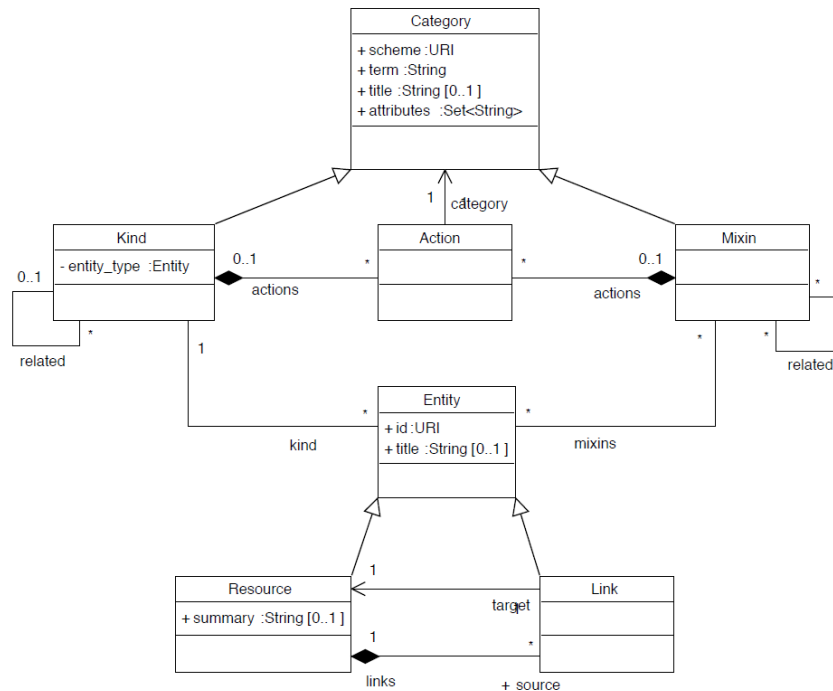 Category
+ scheme :URI
+ term :String
+ title :String [0..1 ]
+ attributes :Set<String>
1
1
category
Kind
- entity_type :Entity
Action
Mixin
0..1
*
actions
*
0..1
actions
0..1
*
related
*
*
related
1
*
kind
*
*
mixins
Entity
+ id :URI
+ title :String [0..1 ]
Resource
+ summary :String [0..1 ]
Link
1
target
1
1
*
links
+ source